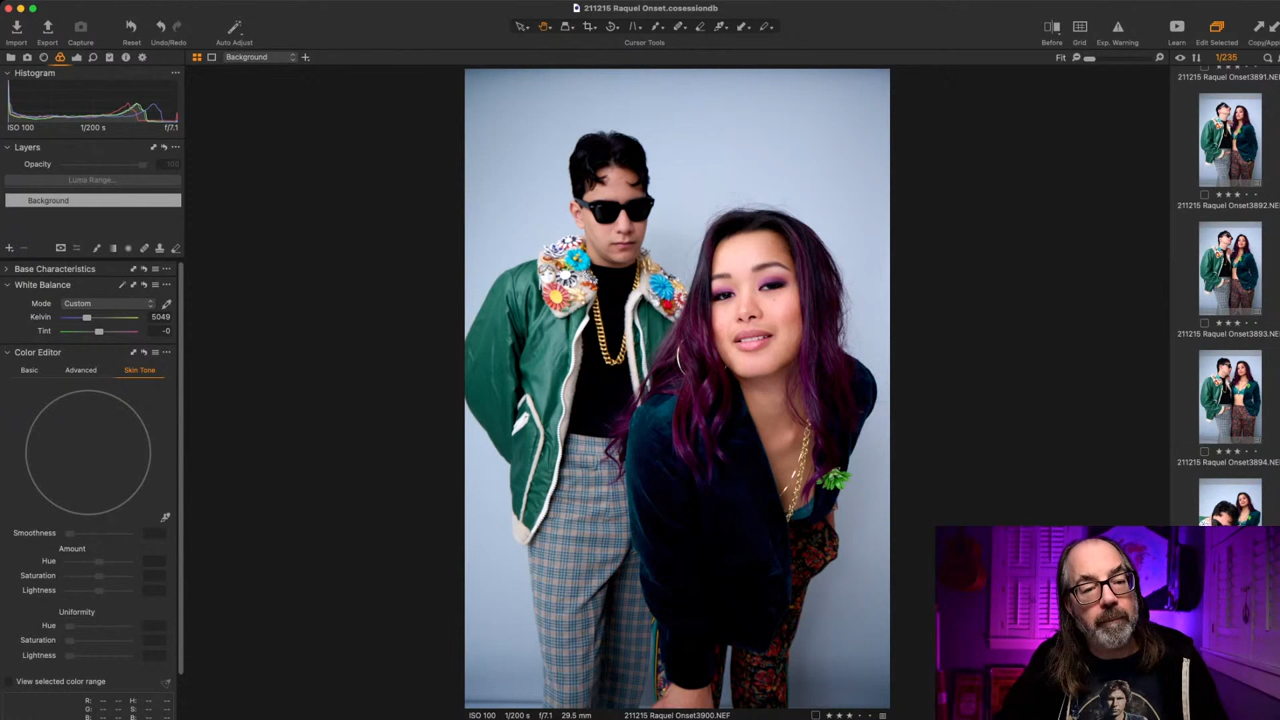 211215 Raquel Onset.cosessiondb
Import Export Capture Reset Undo/Redo Auto Adjust
Cursor Tools
Before Grid Exp. Warning Learn Edit Selected
Background
Fit
1/235
Histogram
ISO 100 1/200 s f/7.1
Layers
Opacity 100
Luma Range...
Background
Base Characteristics
White Balance
Mode Custom
Kelvin 5049
Tint -0
Color Editor
Basic Advanced Skin Tone
Smoothness
Amount
Hue
Saturation
Lightness
Uniformity
Hue
Saturation
Lightness
View selected color range
R: -- H: --
G: -- S: --
B: -- B: --
ISO 100 1/200 s f/7.1 29.5 mm 211215 Raquel Onset3900.NEF
211215 Raquel Onset3891.NEF
211215 Raquel Onset3892.NEF
211215 Raquel Onset3893.NEF
211215 Raquel Onset3894.NEF